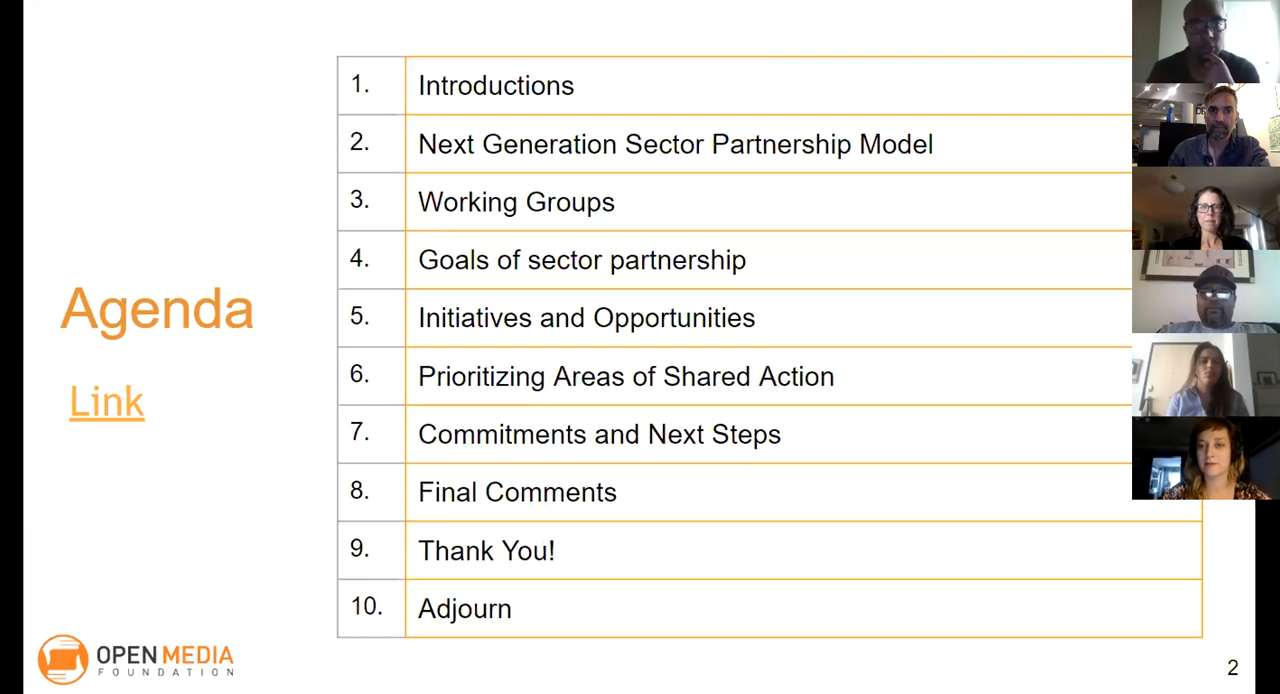 Agenda
Link
1. Introductions
2. Next Generation Sector Partnership Model
3. Working Groups
4. Goals of sector partnership
5. Initiatives and Opportunities
6. Prioritizing Areas of Shared Action
7. Commitments and Next Steps
8. Final Comments
9. Thank You!
10. Adjourn
OPEN MEDIA
FOUNDATION
2